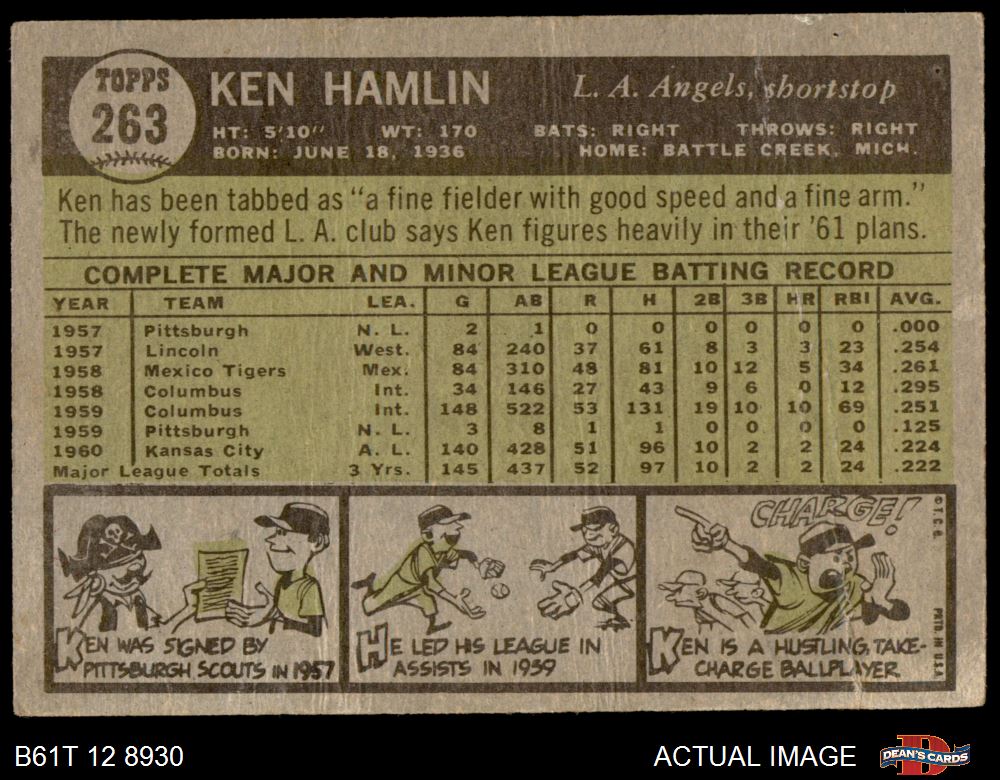 TOPPS
263
KEN HAMLIN
L. A. Angels, shortstop
HT: 5'10" WT: 170 BATS: RIGHT THROWS: RIGHT
BORN: JUNE 18, 1936 HOME: BATTLE CREEK, MICH.
Ken has been tabbed as "a fine fielder with good speed and a fine arm."
The newly formed L. A. club says Ken figures heavily in their '61 plans.
COMPLETE MAJOR AND MINOR LEAGUE BATTING RECORD
YEAR TEAM LEA. G AB R H 2B 3B HR RBI AVG.
1957 Pittsburgh N. L. 2 1 0 0 0 0 0 0 .000
1957 Lincoln West. 84 240 37 61 8 3 3 23 .254
1958 Mexico Tigers Mex. 84 310 48 81 10 12 5 34 .261
1958 Columbus Int. 34 146 27 43 9 6 0 12 .295
1959 Columbus Int. 148 522 53 131 19 10 10 69 .251
1959 Pittsburgh N. L. 3 8 1 1 0 0 0 0 .125
1960 Kansas City A. L. 140 428 51 96 10 2 2 24 .224
Major League Totals 3 Yrs. 145 437 52 97 10 2 2 24 .222
KEN WAS SIGNED BY
PITTSBURGH SCOUTS IN 1957
HE LED HIS LEAGUE IN
ASSISTS IN 1959
CHARGE!
KEN IS A HUSTLING, TAKE-
CHARGE BALLPLAYER
© T. C. G.
PRTD. IN U.S.A.
B61T 12 8930
ACTUAL IMAGE
DEAN'S CARDS